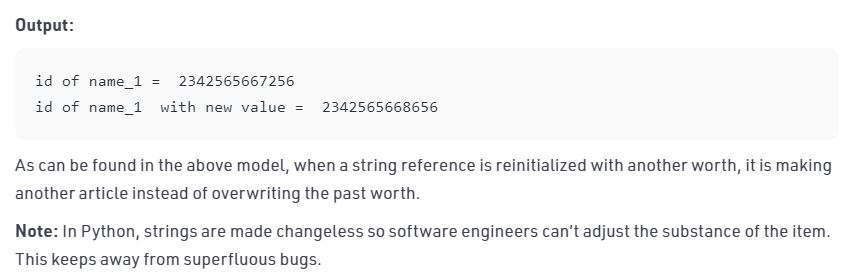 Output:
id of name_1 =  2342565667256
id of name_1  with new value =  2342565668656
As can be found in the above model, when a string reference is reinitialized with another worth, it is making
another article instead of overwriting the past worth.
Note: In Python, strings are made changeless so software engineers can’t adjust the substance of the item.
This keeps away from superfluous bugs.